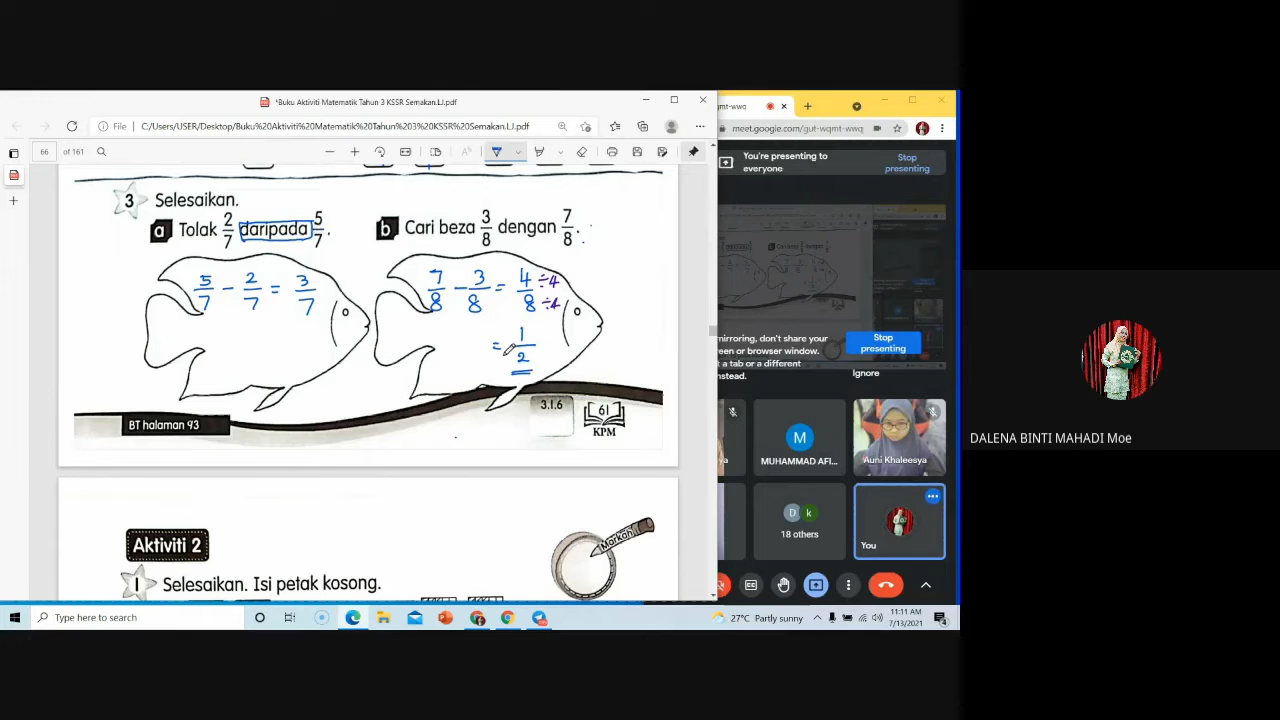 *Buku Aktiviti Matematik Tahun 3 KSSR Semakan.LJ.pdf
File
C:/Users/USER/Desktop/Buku%20Aktiviti%20Matematik%20Tahun%203%20KSSR%20Semakan.LJ.pdf
66 of 161
3 Selesaikan.
a Tolak 2/7 daripada 5/7.
b Cari beza 3/8 dengan 7/8.
5/7 - 2/7 = 3/7
7/8 - 3/8 = 4/8 ÷4 ÷4
= 1/2
BT halaman 93
3.1.6
61
KPM
Aktiviti 2
Markah
1 Selesaikan. Isi petak kosong.
meet.google.com/gut-wqmt-wwq
You're presenting to everyone
Stop presenting
mirroring, don't share your
reen or browser window.
t a tab or a different
nstead.
Stop presenting
Ignore
M
MUHAMMAD AFI...
Auni Khaleesya
D k
18 others
You
DALENA BINTI MAHADI Moe
Type here to search
27°C Partly sunny
11:11 AM
7/13/2021
4